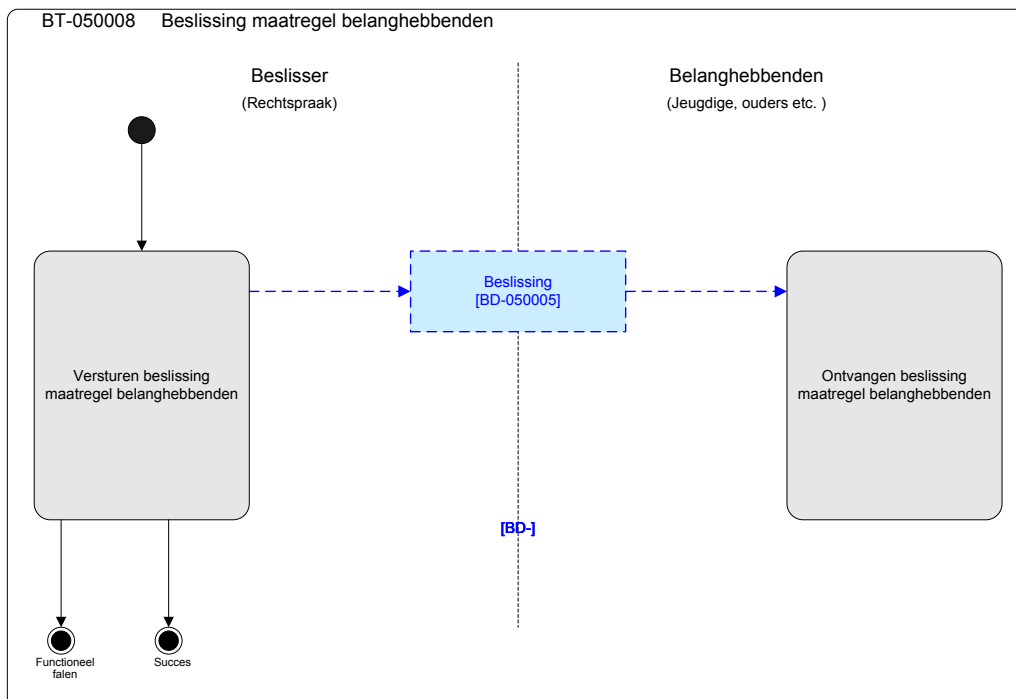 BT-050008 Beslissing maatregel belanghebbenden
Beslisser
(Rechtspraak)
Belanghebbenden
(Jeugdige, ouders etc. )
Beslissing
[BD-050005]
Versturen beslissing
maatregel belanghebbenden
Ontvangen beslissing
maatregel belanghebbenden
[BD-]
Functioneel
falen
Succes